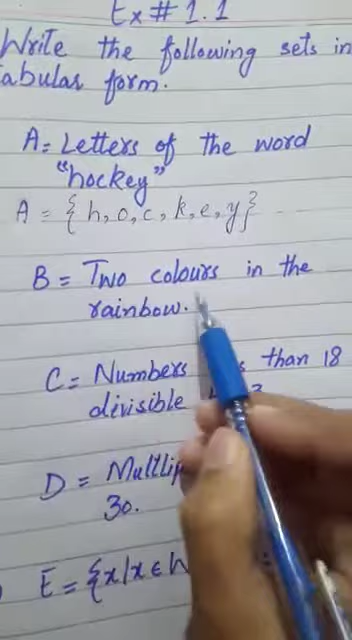 Ex # 1.1
Write the following sets in
tabular form.
A = Letters of the word
"hockey"
A = {h, o, c, k, e, y}
B = Two colours in the
rainbow.
C = Numbers than 18
divisible
D =
30.
E = {x/x ∈